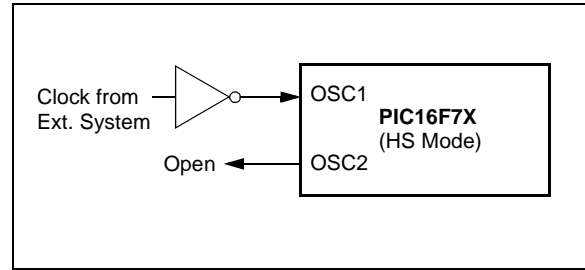 Clock from
Ext. System
OSC1
PIC16F7X
(HS Mode)
Open
OSC2